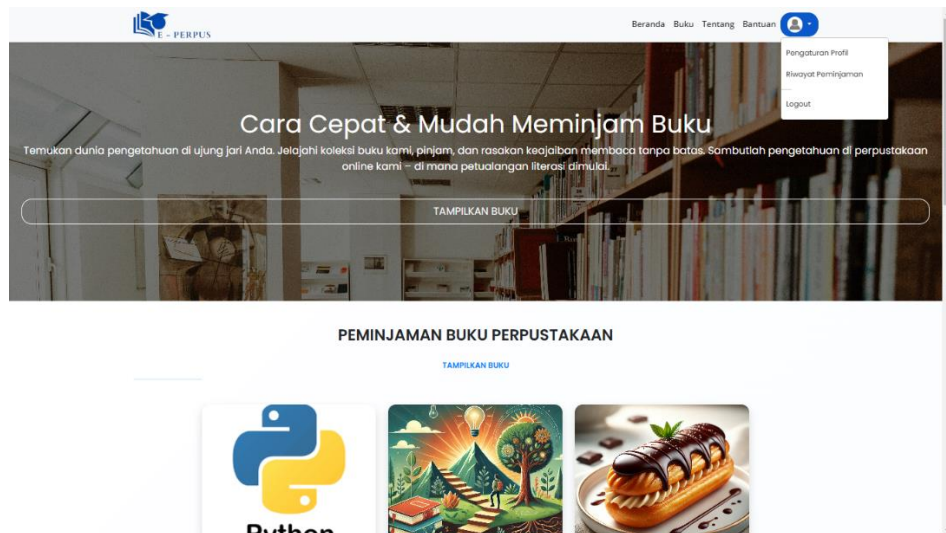 E - PERPUS
Beranda Buku Tentang Bantuan
Pengaturan Profil
Riwayat Peminjaman
Logout
Cara Cepat & Mudah Meminjam Buku
Temukan dunia pengetahuan di ujung jari Anda. Jelajahi koleksi buku kami, pinjam, dan rasakan keajaiban membaca tanpa batas. Sambutlah pengetahuan di perpustakaan
online kami – di mana petualangan literasi dimulai.
TAMPILKAN BUKU
PEMINJAMAN BUKU PERPUSTAKAAN
TAMPILKAN BUKU
Python